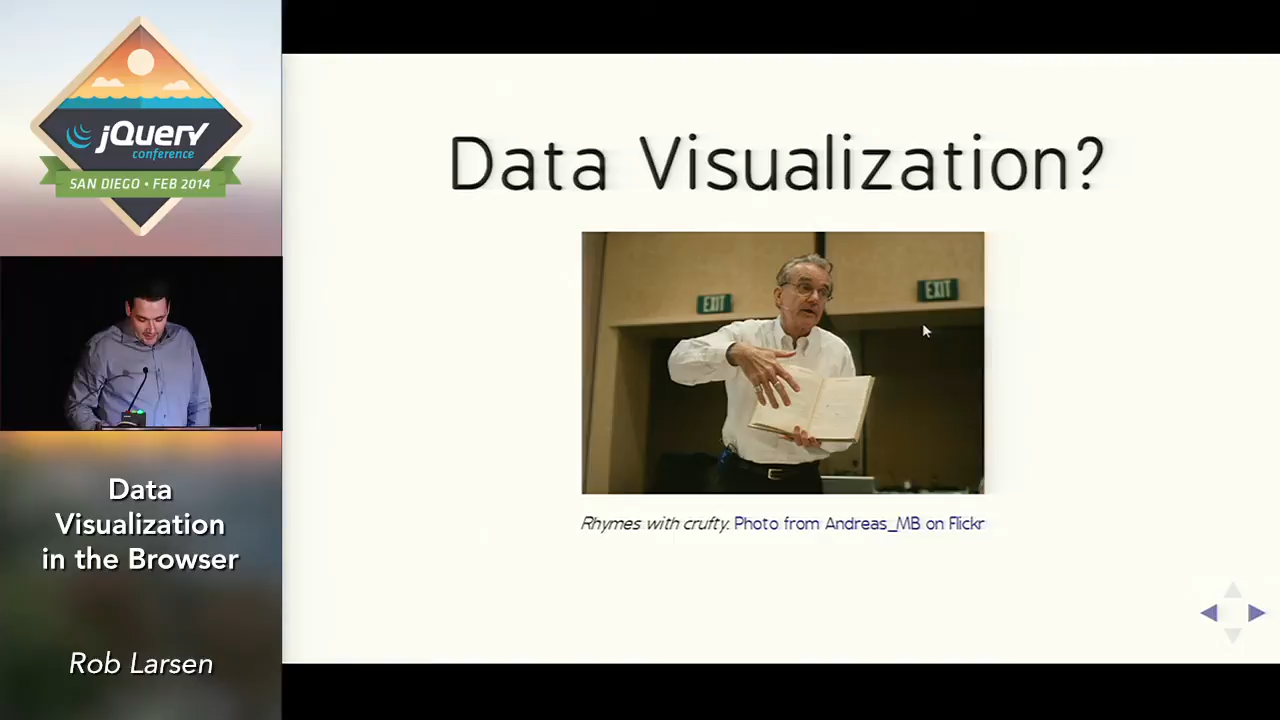 jQuery
conference
SAN DIEGO • FEB 2014
Data Visualization?
EXIT
EXIT
Rhymes with crufty. Photo from Andreas_MB on Flickr
Data
Visualization
in the Browser
Rob Larsen